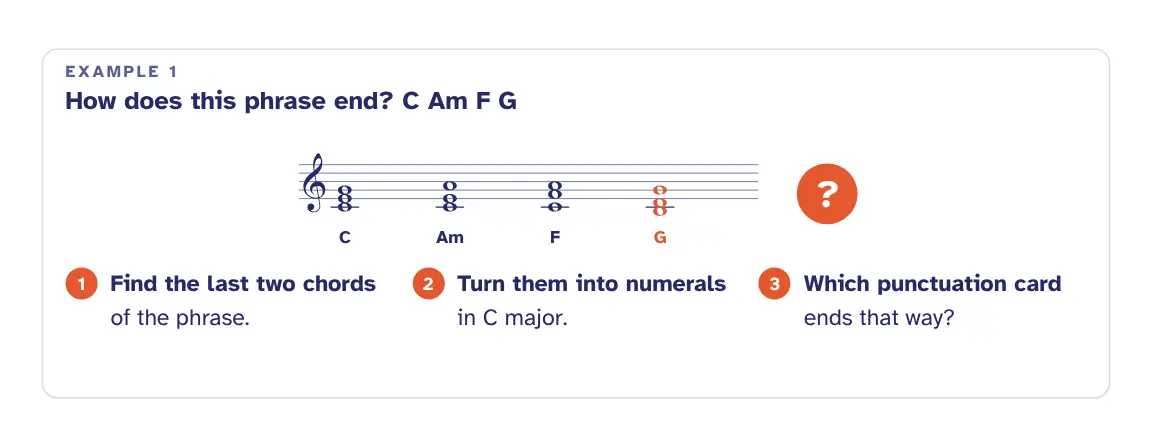 EXAMPLE 1
How does this phrase end? C Am F G
?
C Am F G
1 Find the last two chords
of the phrase.
2 Turn them into numerals
in C major.
3 Which punctuation card
ends that way?